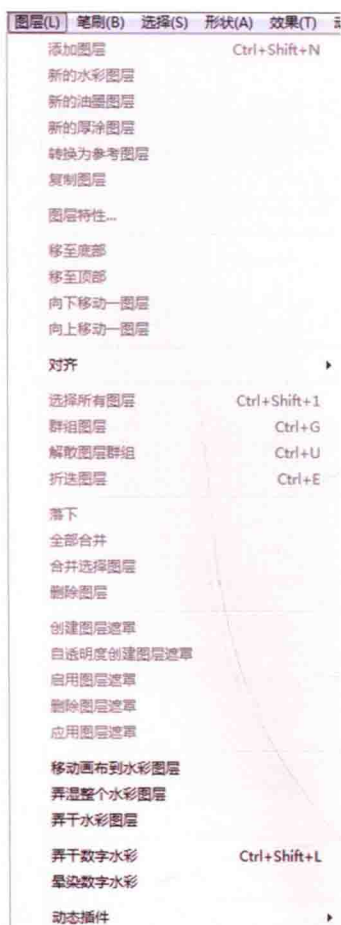 图层(L) 笔刷(B) 选择(S) 形状(A) 效果(T)
添加图层 Ctrl+Shift+N
新的水彩图层
新的油墨图层
新的厚涂图层
转换为参考图层
复制图层
图层特性...
移至底部
移至顶部
向下移动一图层
向上移动一图层
对齐
选择所有图层 Ctrl+Shift+1
群组图层 Ctrl+G
解散图层群组 Ctrl+U
折迭图层 Ctrl+E
落下
全部合并
合并选择图层
删除图层
创建图层遮罩
自透明度创建图层遮罩
启用图层遮罩
删除图层遮罩
应用图层遮罩
移动画布到水彩图层
弄湿整个水彩图层
弄干水彩图层
弄干数字水彩 Ctrl+Shift+L
晕染数字水彩
动态插件